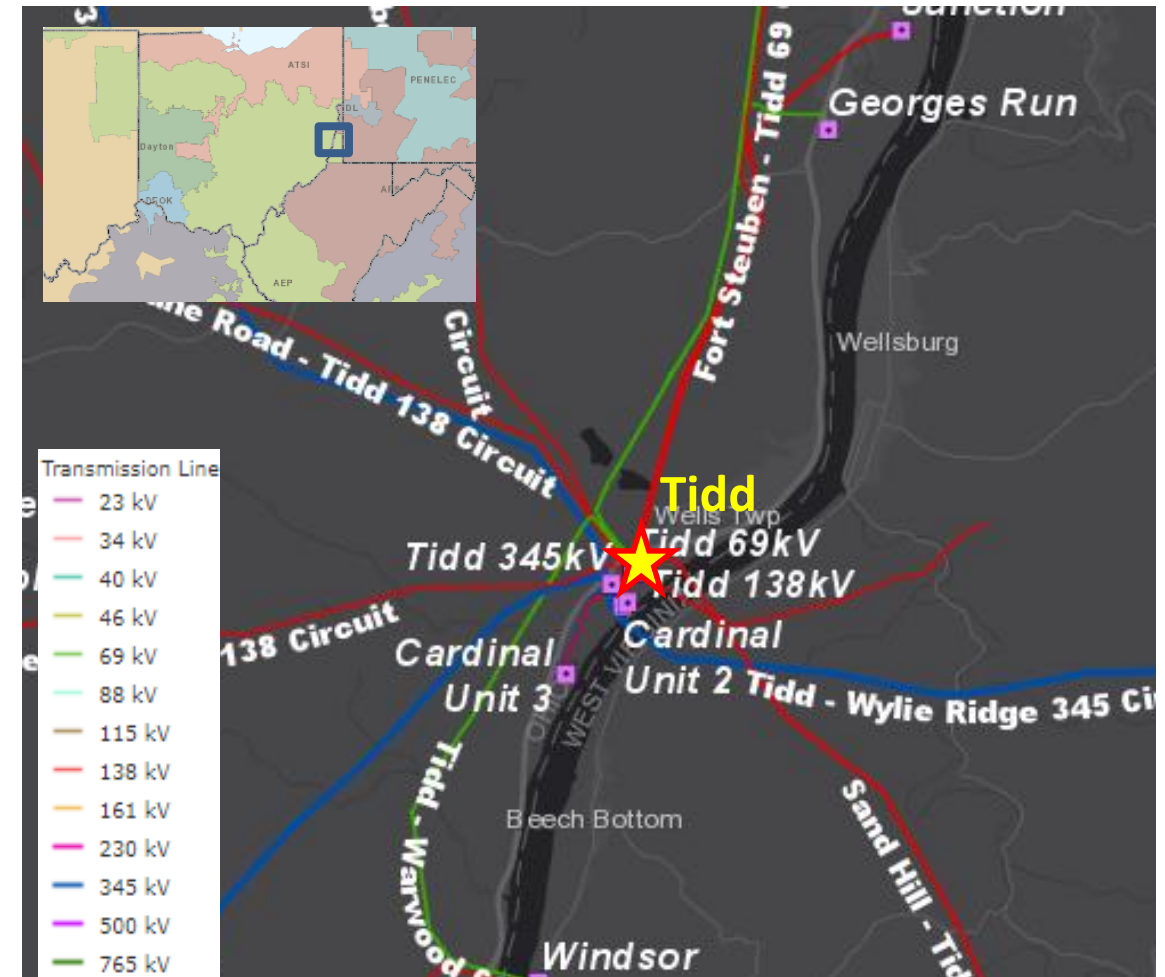 Junction
Georges Run
Fort Steuben - Tidd 69
ATSI
PENELEC
Dayton
DEOK
AEP
Road - Tidd 138 Circuit
Circuit
Wellsburg
Tidd
Wells Twp
Tidd 69kV
Tidd 345kV
Tidd 138kV
138 Circuit
Cardinal
Unit 3
Cardinal
Unit 2
Tidd - Wylie Ridge 345 Ci
OHIO
WEST VIRGINIA
Tidd - Warwood
Sand Hill - Tid
Beech Bottom
Windsor
Transmission Line
23 kV
34 kV
40 kV
46 kV
69 kV
88 kV
115 kV
138 kV
161 kV
230 kV
345 kV
500 kV
765 kV